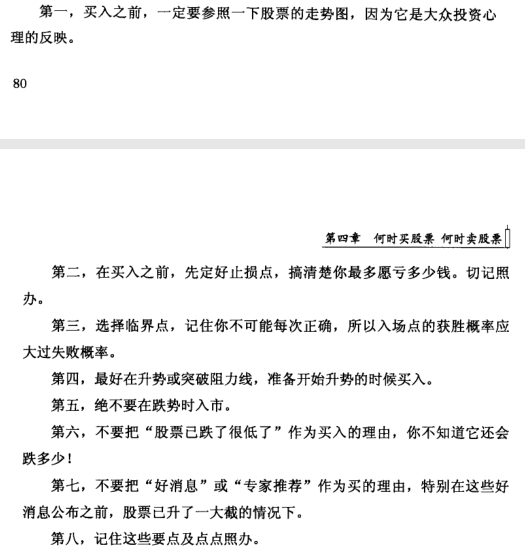 第一，买入之前，一定要参照一下股票的走势图，因为它是大众投资心
理的反映。
80
第四章 何时买股票 何时卖股票
第二，在买入之前，先定好止损点，搞清楚你最多愿亏多少钱。切记照
办。
第三，选择临界点，记住你不可能每次正确，所以入场点的获胜概率应
大过失败概率。
第四，最好在升势或突破阻力线，准备开始升势的时候买入。
第五，绝不要在跌势时入市。
第六，不要把“股票已跌了很低了”作为买入的理由，你不知道它还会
跌多少！
第七，不要把“好消息”或“专家推荐”作为买的理由，特别在这些好
消息公布之前，股票已升了一大截的情况下。
第八，记住这些要点及点点照办。